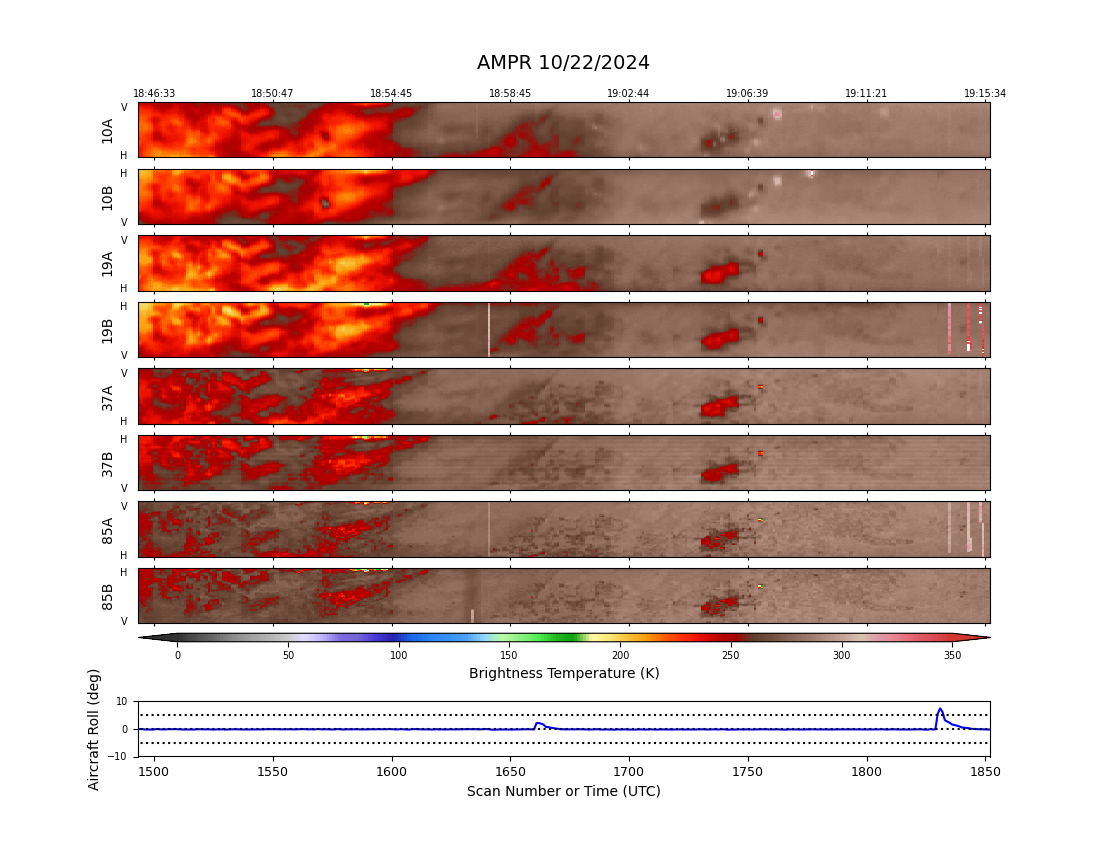 AMPR 10/22/2024
18:46:33 18:50:47 18:54:45 18:58:45 19:02:44 19:06:39 19:11:21 19:15:34
V
10A
H
H
10B
V
V
19A
H
H
19B
V
V
37A
H
H
37B
V
V
85A
H
H
85B
V
0 50 100 150 200 250 300 350
Brightness Temperature (K)
Aircraft Roll (deg)
10
0
−10
1500 1550 1600 1650 1700 1750 1800 1850
Scan Number or Time (UTC)